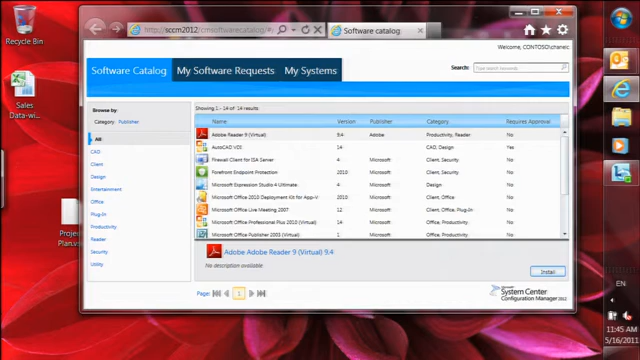 Recycle Bin
Sales
Data-wi...
Project
Plan.vs
http://sccm2012/cmsoftwarecatalog/#
Software catalog
Welcome, CONTOSO\chanelc
Software Catalog
My Software Requests
My Systems
Search:
Type search keywords...
Browse by:
Category
Publisher
All
CAD
Client
Design
Entertainment
Office
Plug-In
Productivity
Reader
Security
Utility
Showing 1 - 14 of 14 results.
Name Version Publisher Category Requires Approval
Adobe Reader 9 (Virtual) 9.4 Adobe Productivity, Reader No
AutoCAD VDI 14 CAD, Design Yes
Firewall Client for ISA Server 4 Microsoft Client, Security No
Forefront Endpoint Protection 2010 Microsoft Client, Security No
Microsoft Expression Studio 4 Ultimate 4 Microsoft Design No
Microsoft Office 2010 Deployment Kit for App-V 2010 Microsoft Client, Office No
Microsoft Office Live Meeting 2007 12 Microsoft Office, Plug-In No
Microsoft Office Professional Plus 2010 (Virtual) 14 Microsoft Office, Productivity No
Microsoft Office Publisher 2003 (Virtual) 1 Microsoft Office, Productivity No
Adobe Adobe Reader 9 (Virtual) 9.4
No description available
Install
Page:
1
Microsoft
System Center
Configuration Manager 2012
EN
11:45 AM
5/16/2011